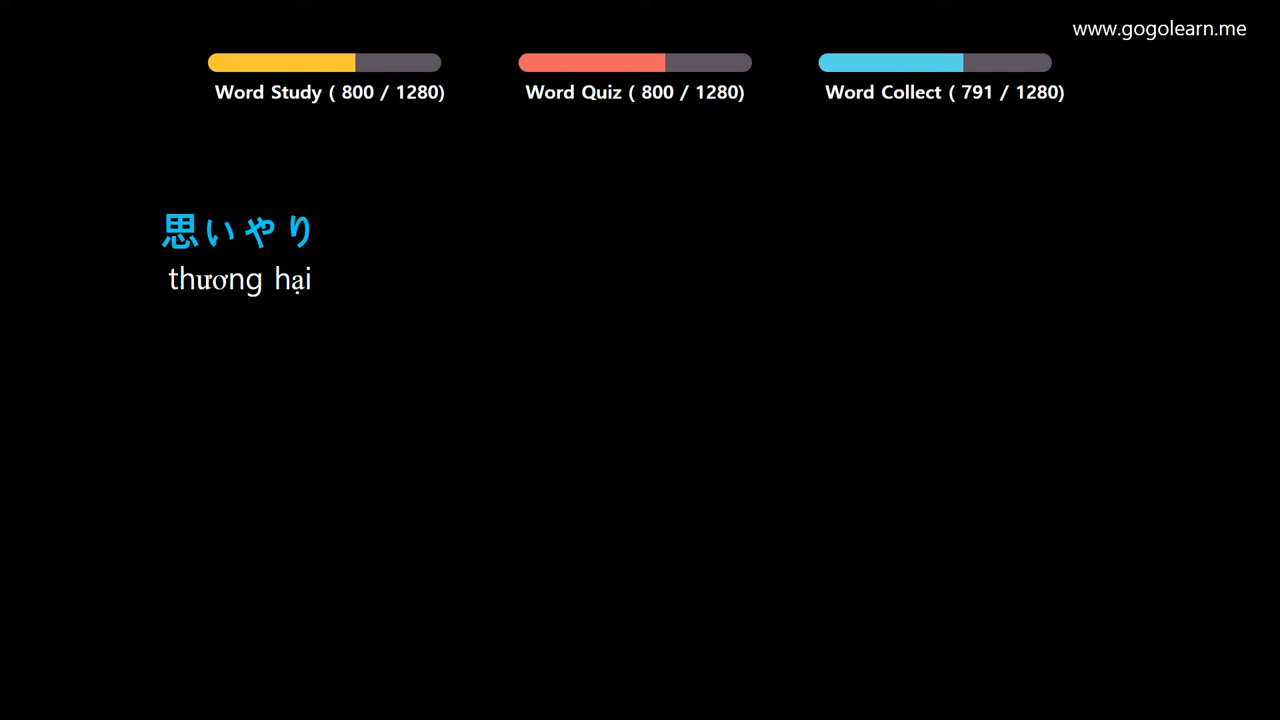 www.gogolearn.me
Word Study ( 800 / 1280)
Word Quiz ( 800 / 1280)
Word Collect ( 791 / 1280)
思いやり
thương hại